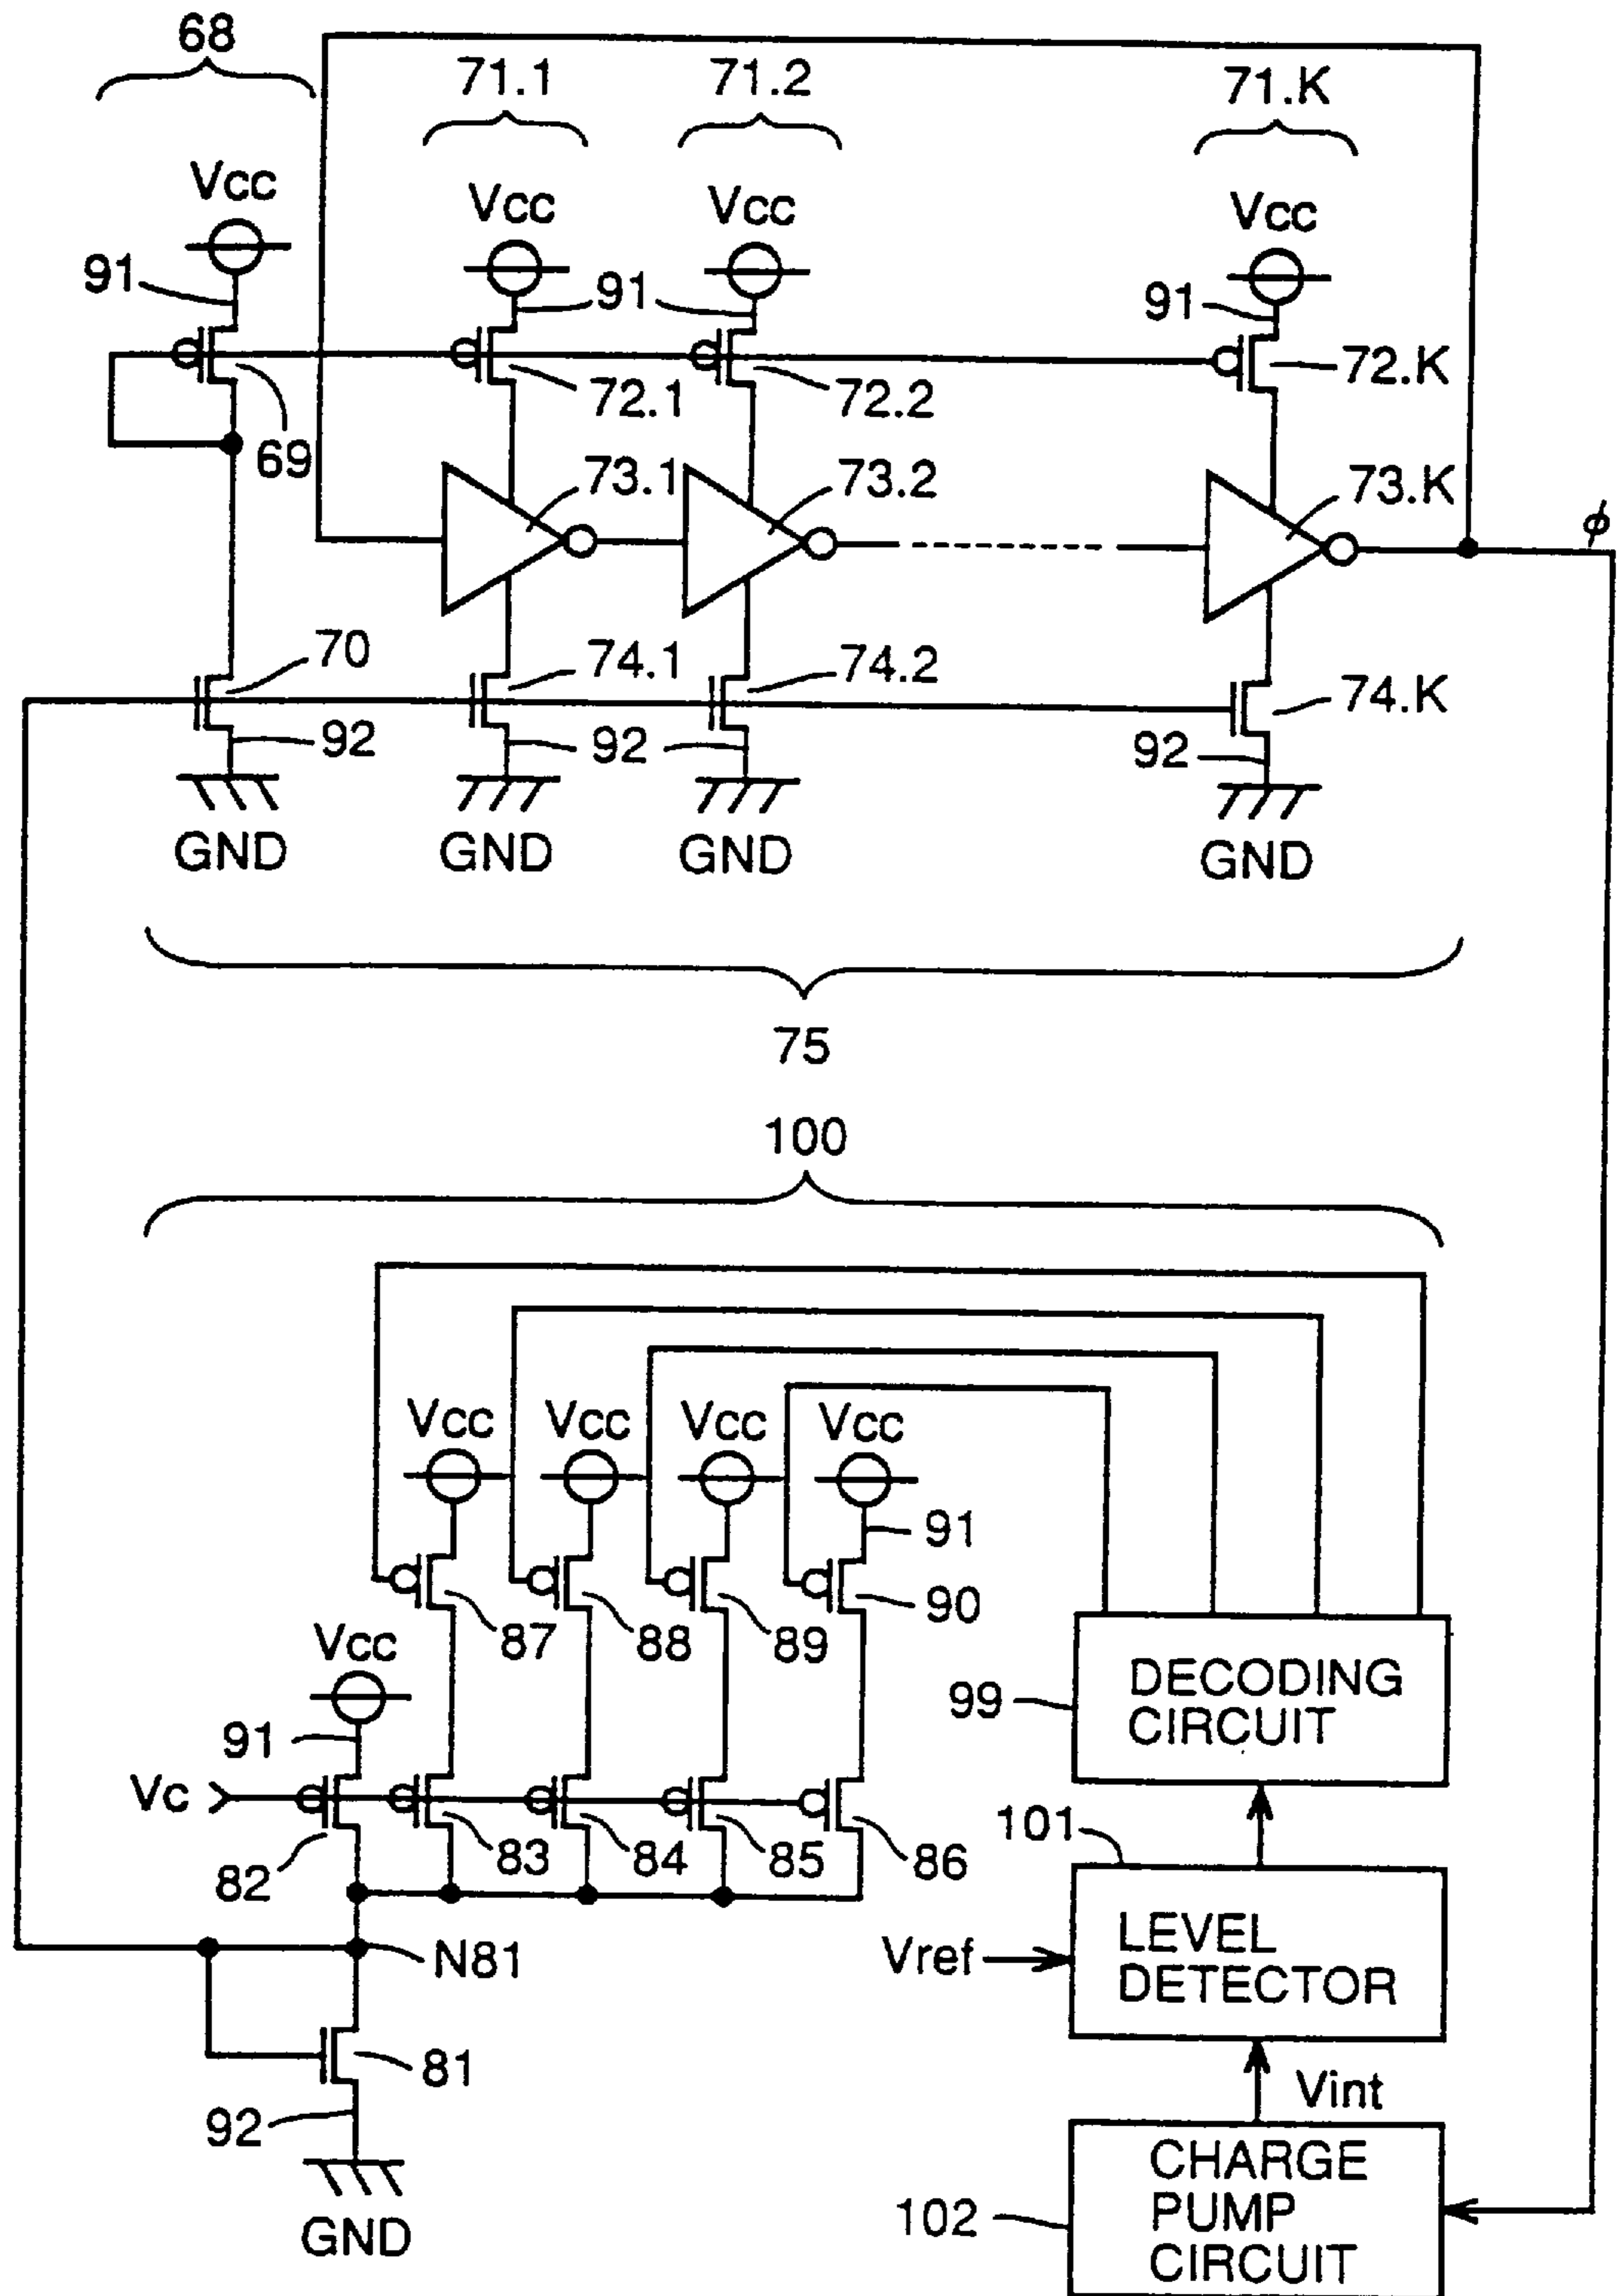 68
71.1 71.2 71.K
Vcc Vcc Vcc Vcc
91 91 91
69 72.1 72.2 72.K
73.1 73.2 73.K
ϕ
70 74.1 74.2 74.K
92 92 92
GND GND GND GND
75
100
Vcc Vcc Vcc Vcc
91
87 88 89 90
Vcc
91
DECODING
CIRCUIT
99
Vc
82 83 84 85 86
101
N81
Vref
LEVEL
DETECTOR
81
92
Vint
GND
102
CHARGE
PUMP
CIRCUIT